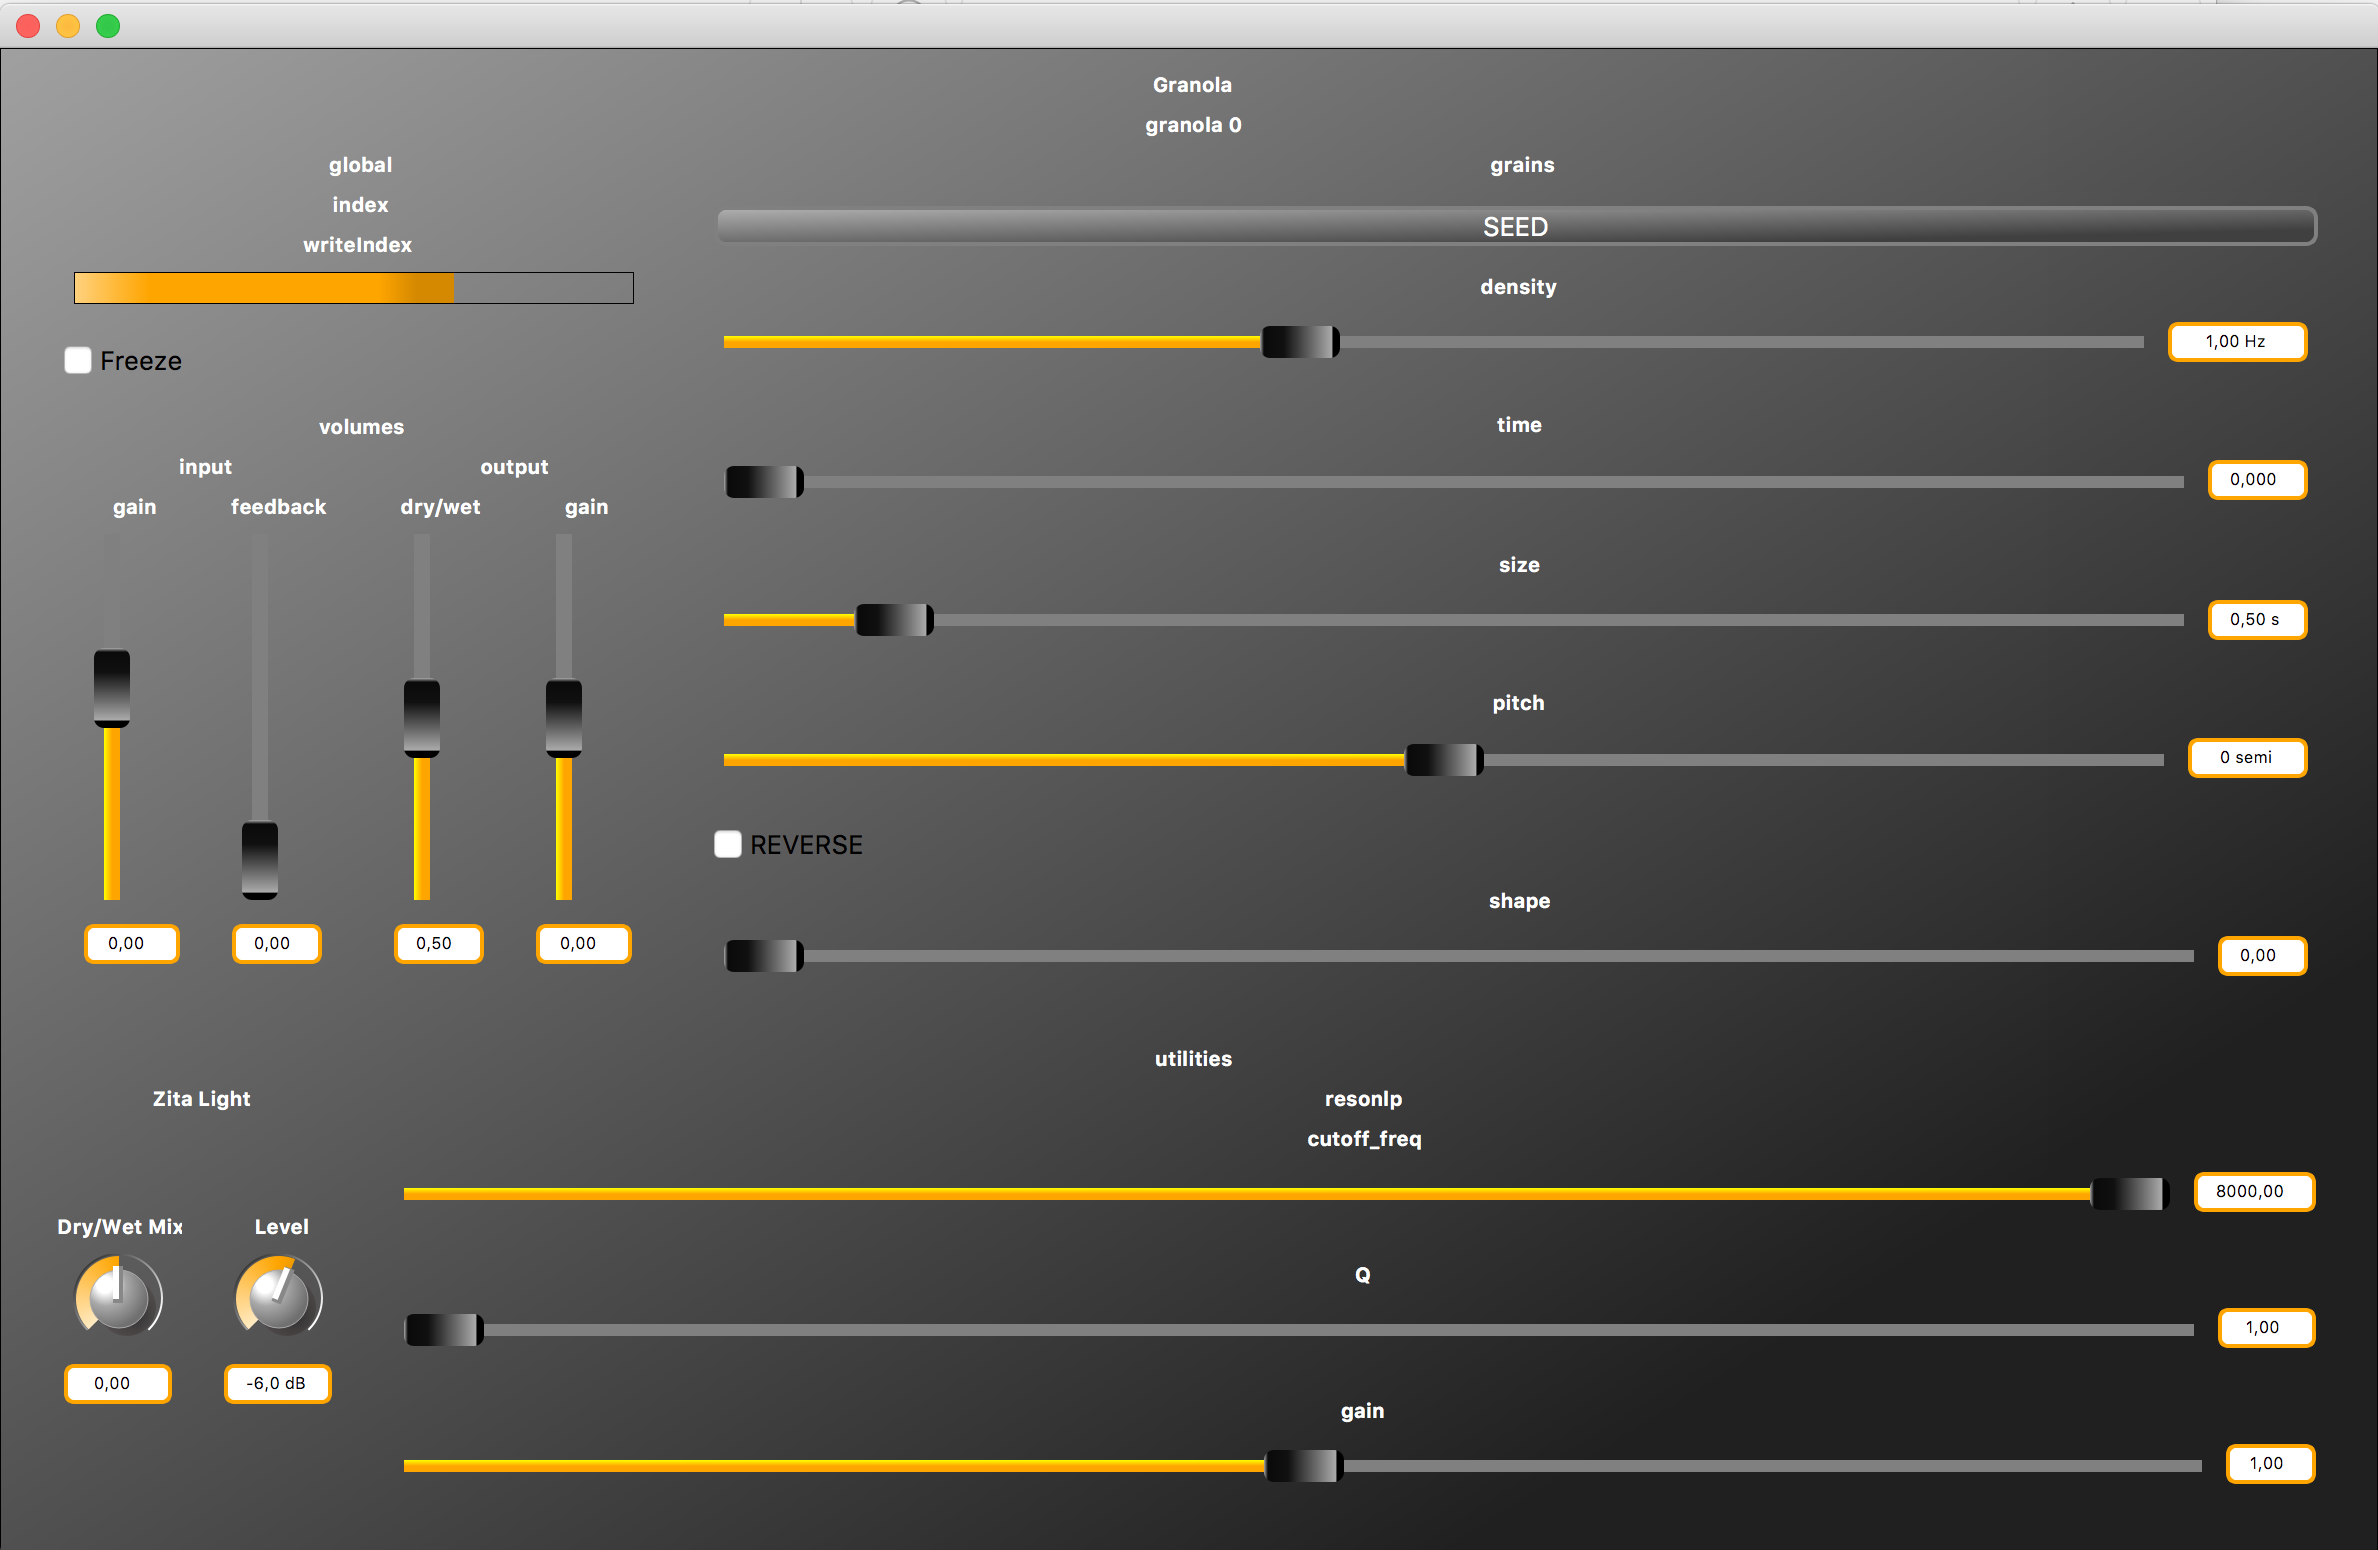 Granola
granola 0
global
index
writeIndex
Freeze
volumes
input
output
gain
feedback
dry/wet
gain
0,00
0,00
0,50
0,00
grains
SEED
density
1,00 Hz
time
0,000
size
0,50 s
pitch
0 semi
REVERSE
shape
0,00
utilities
Zita Light
Dry/Wet Mix
Level
0,00
-6,0 dB
resonlp
cutoff_freq
8000,00
Q
1,00
gain
1,00